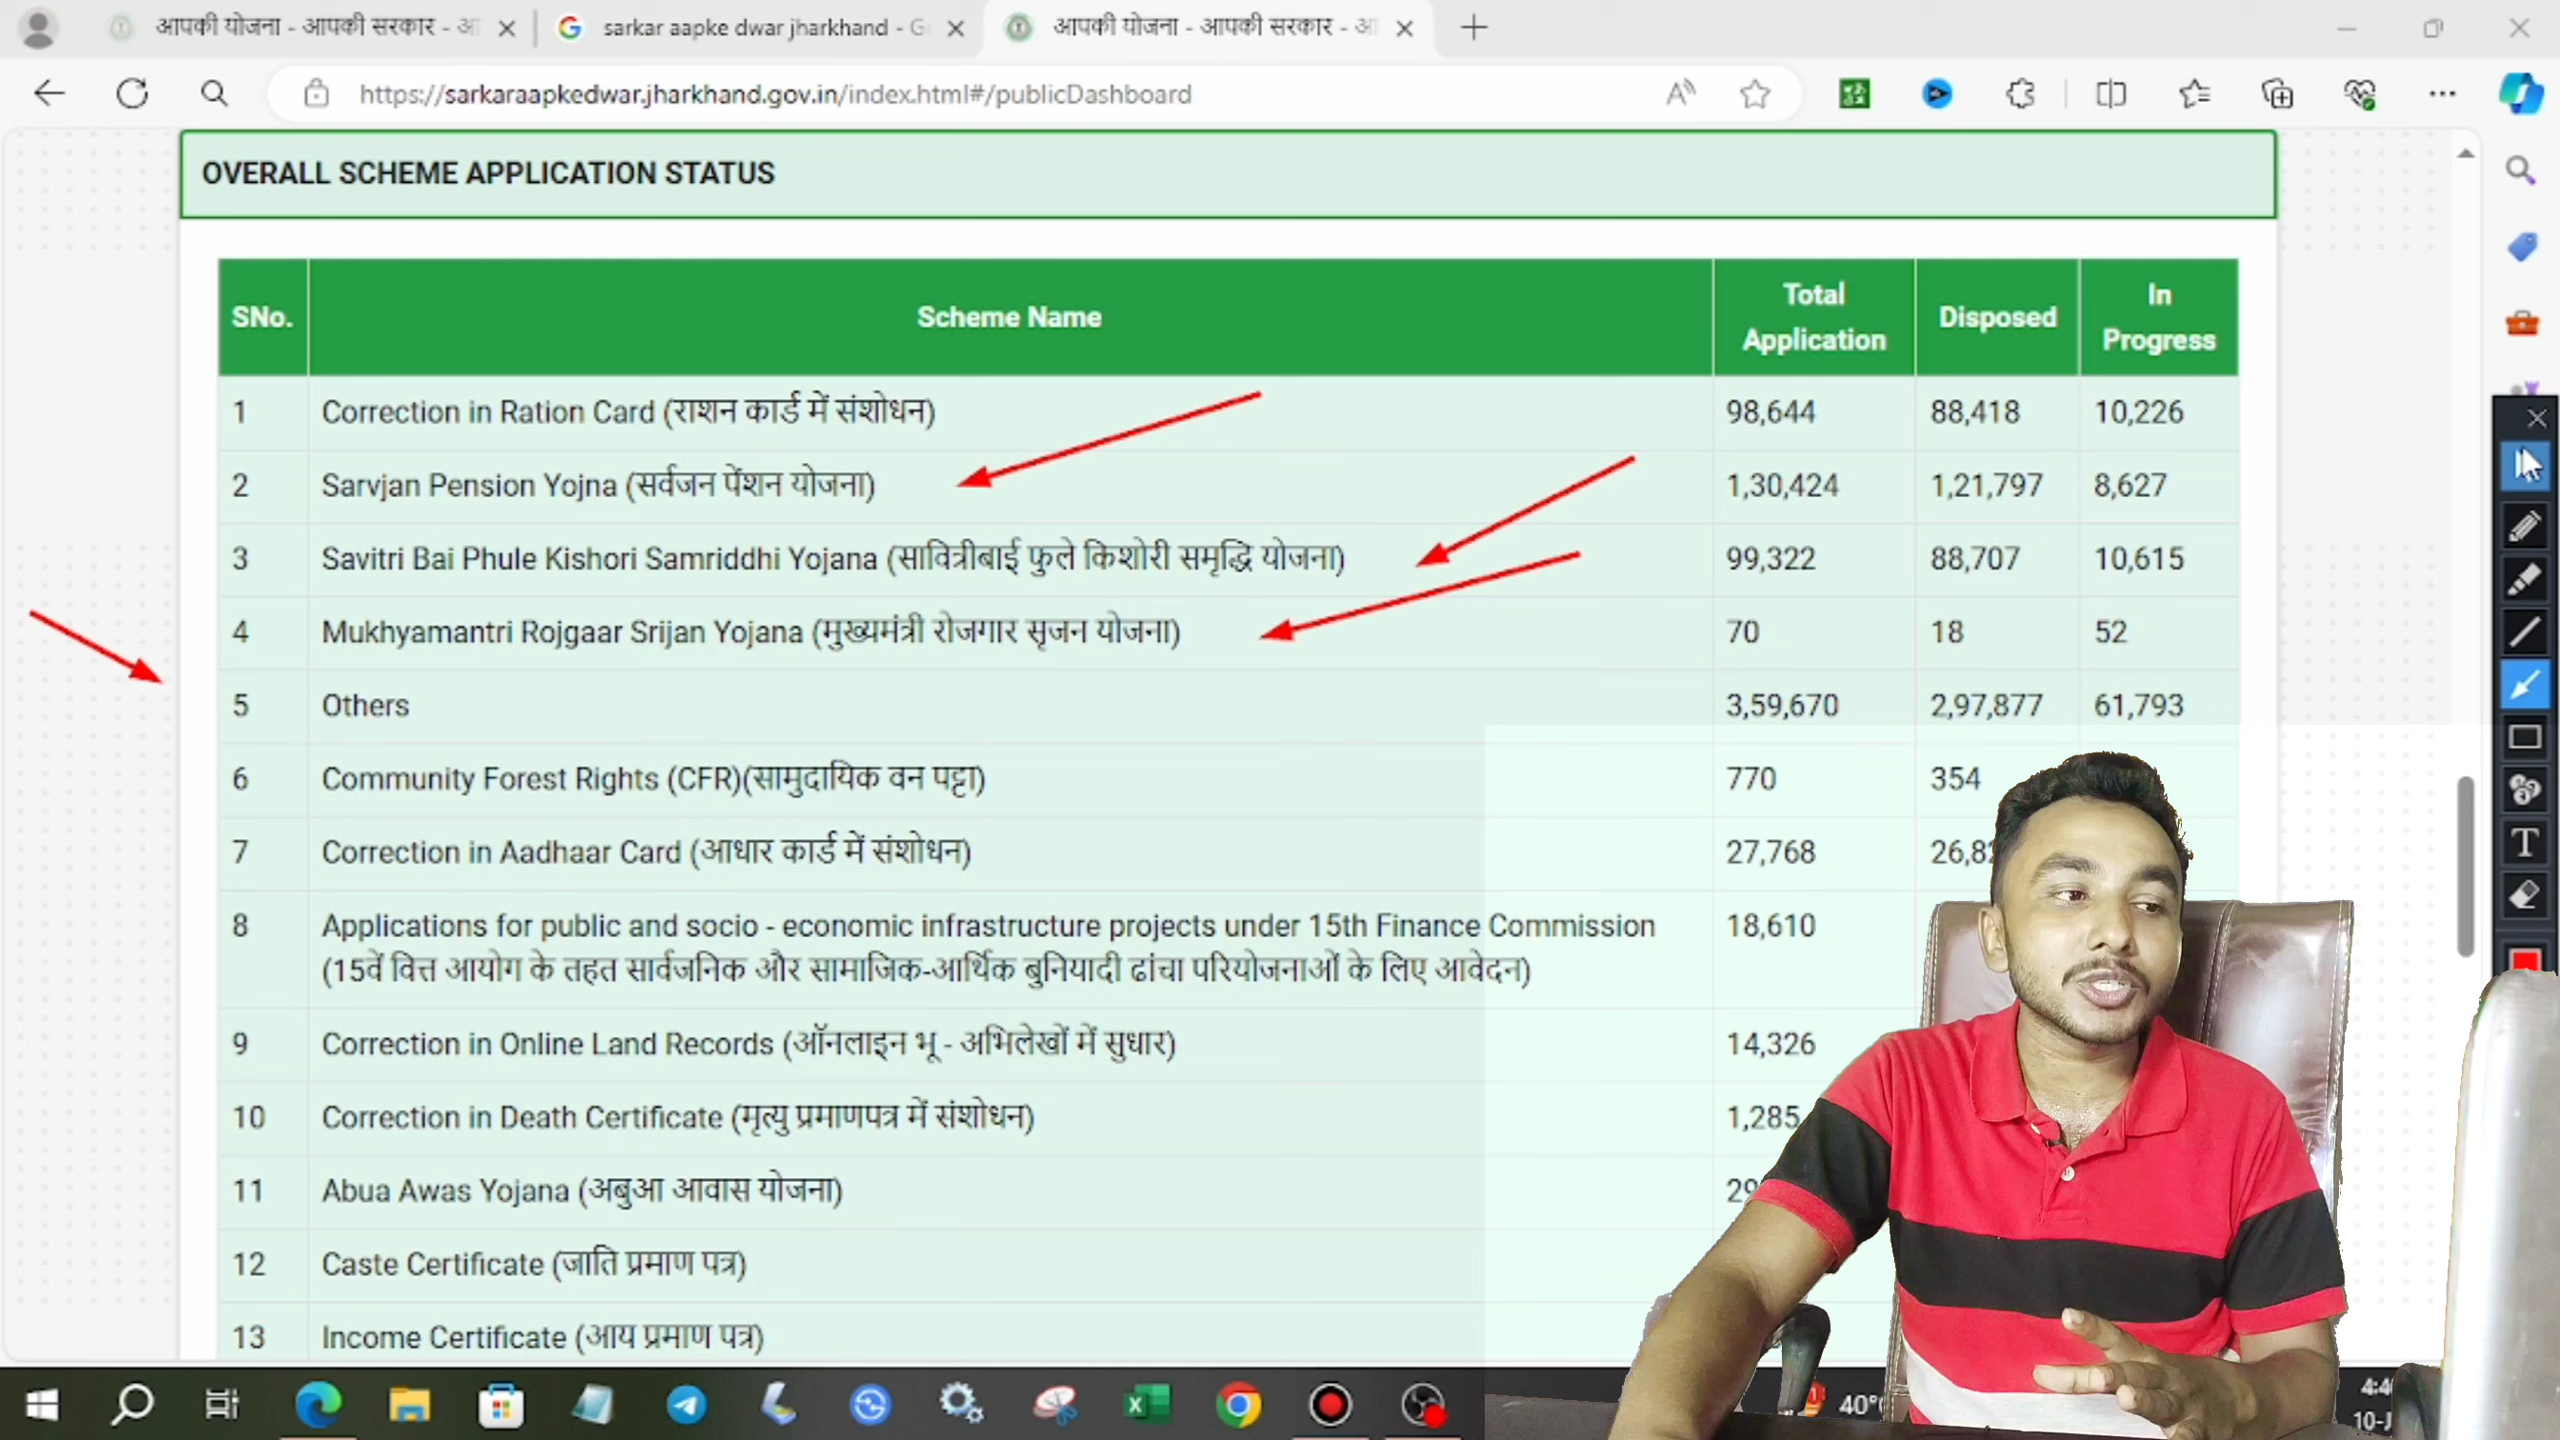 आपकी योजना - आपकी सरकार -
sarkar aapke dwar jharkhand -
आपकी योजना - आपकी सरकार -
https://sarkaraapkedwar.jharkhand.gov.in/index.html#/publicDashboard
OVERALL SCHEME APPLICATION STATUS
SNo. Scheme Name Total Application Disposed In Progress
1 Correction in Ration Card (राशन कार्ड में संशोधन) 98,644 88,418 10,226
2 Sarvjan Pension Yojna (सर्वजन पेंशन योजना) 1,30,424 1,21,797 8,627
3 Savitri Bai Phule Kishori Samriddhi Yojana (सावित्रीबाई फुले किशोरी समृद्धि योजना) 99,322 88,707 10,615
4 Mukhyamantri Rojgaar Srijan Yojana (मुख्यमंत्री रोजगार सृजन योजना) 70 18 52
5 Others 3,59,670 2,97,877 61,793
6 Community Forest Rights (CFR)(सामुदायिक वन पट्टा) 770 354
7 Correction in Aadhaar Card (आधार कार्ड में संशोधन) 27,768
8 Applications for public and socio - economic infrastructure projects under 15th Finance Commission 18,610
(15वें वित्त आयोग के तहत सार्वजनिक और सामाजिक-आर्थिक बुनियादी ढांचा परियोजनाओं के लिए आवेदन)
9 Correction in Online Land Records (ऑनलाइन भू - अभिलेखों में सुधार) 14,326
10 Correction in Death Certificate (मृत्यु प्रमाणपत्र में संशोधन) 1,285
11 Abua Awas Yojana (अबुआ आवास योजना)
12 Caste Certificate (जाति प्रमाण पत्र)
13 Income Certificate (आय प्रमाण पत्र)